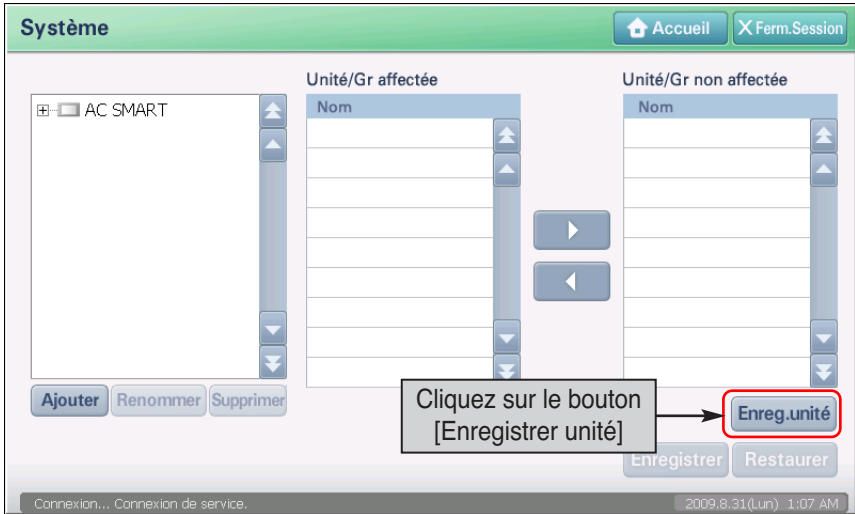 Système
Accueil
X Ferm.Session
Unité/Gr affectée
Unité/Gr non affectée
AC SMART
Nom
Nom
Ajouter
Renommer
Supprimer
Cliquez sur le bouton
[Enregistrer unité]
Enreg.unité
Enregistrer
Restaurer
Connexion... Connexion de service.
2009.8.31(Lun) 1:07 AM